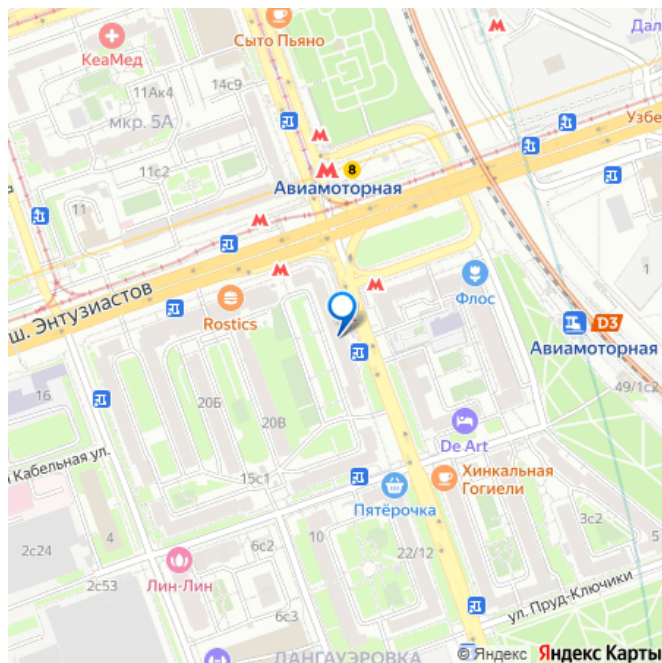 Сыто Пьяно
Дал
КеаМед
14с9
11Ак4
мкр. 5А
Узбе
8
11с2
Авиамоторная
11
1
ш. Энтузиастов
Флос
Rostics
D3
Авиамоторная
16
20Б
49/1с2
20В
De Art
Кабельная ул.
15с1
Хинкальная
Гогиели
Пятёрочка
3с2
10
4
5
6с2
22/12
2с24
Лин-Лин
2с53
ул. Пруд-Ключики
6с3
ЛАНГАУЭРОВКА
© Яндекс Яндекс Карты